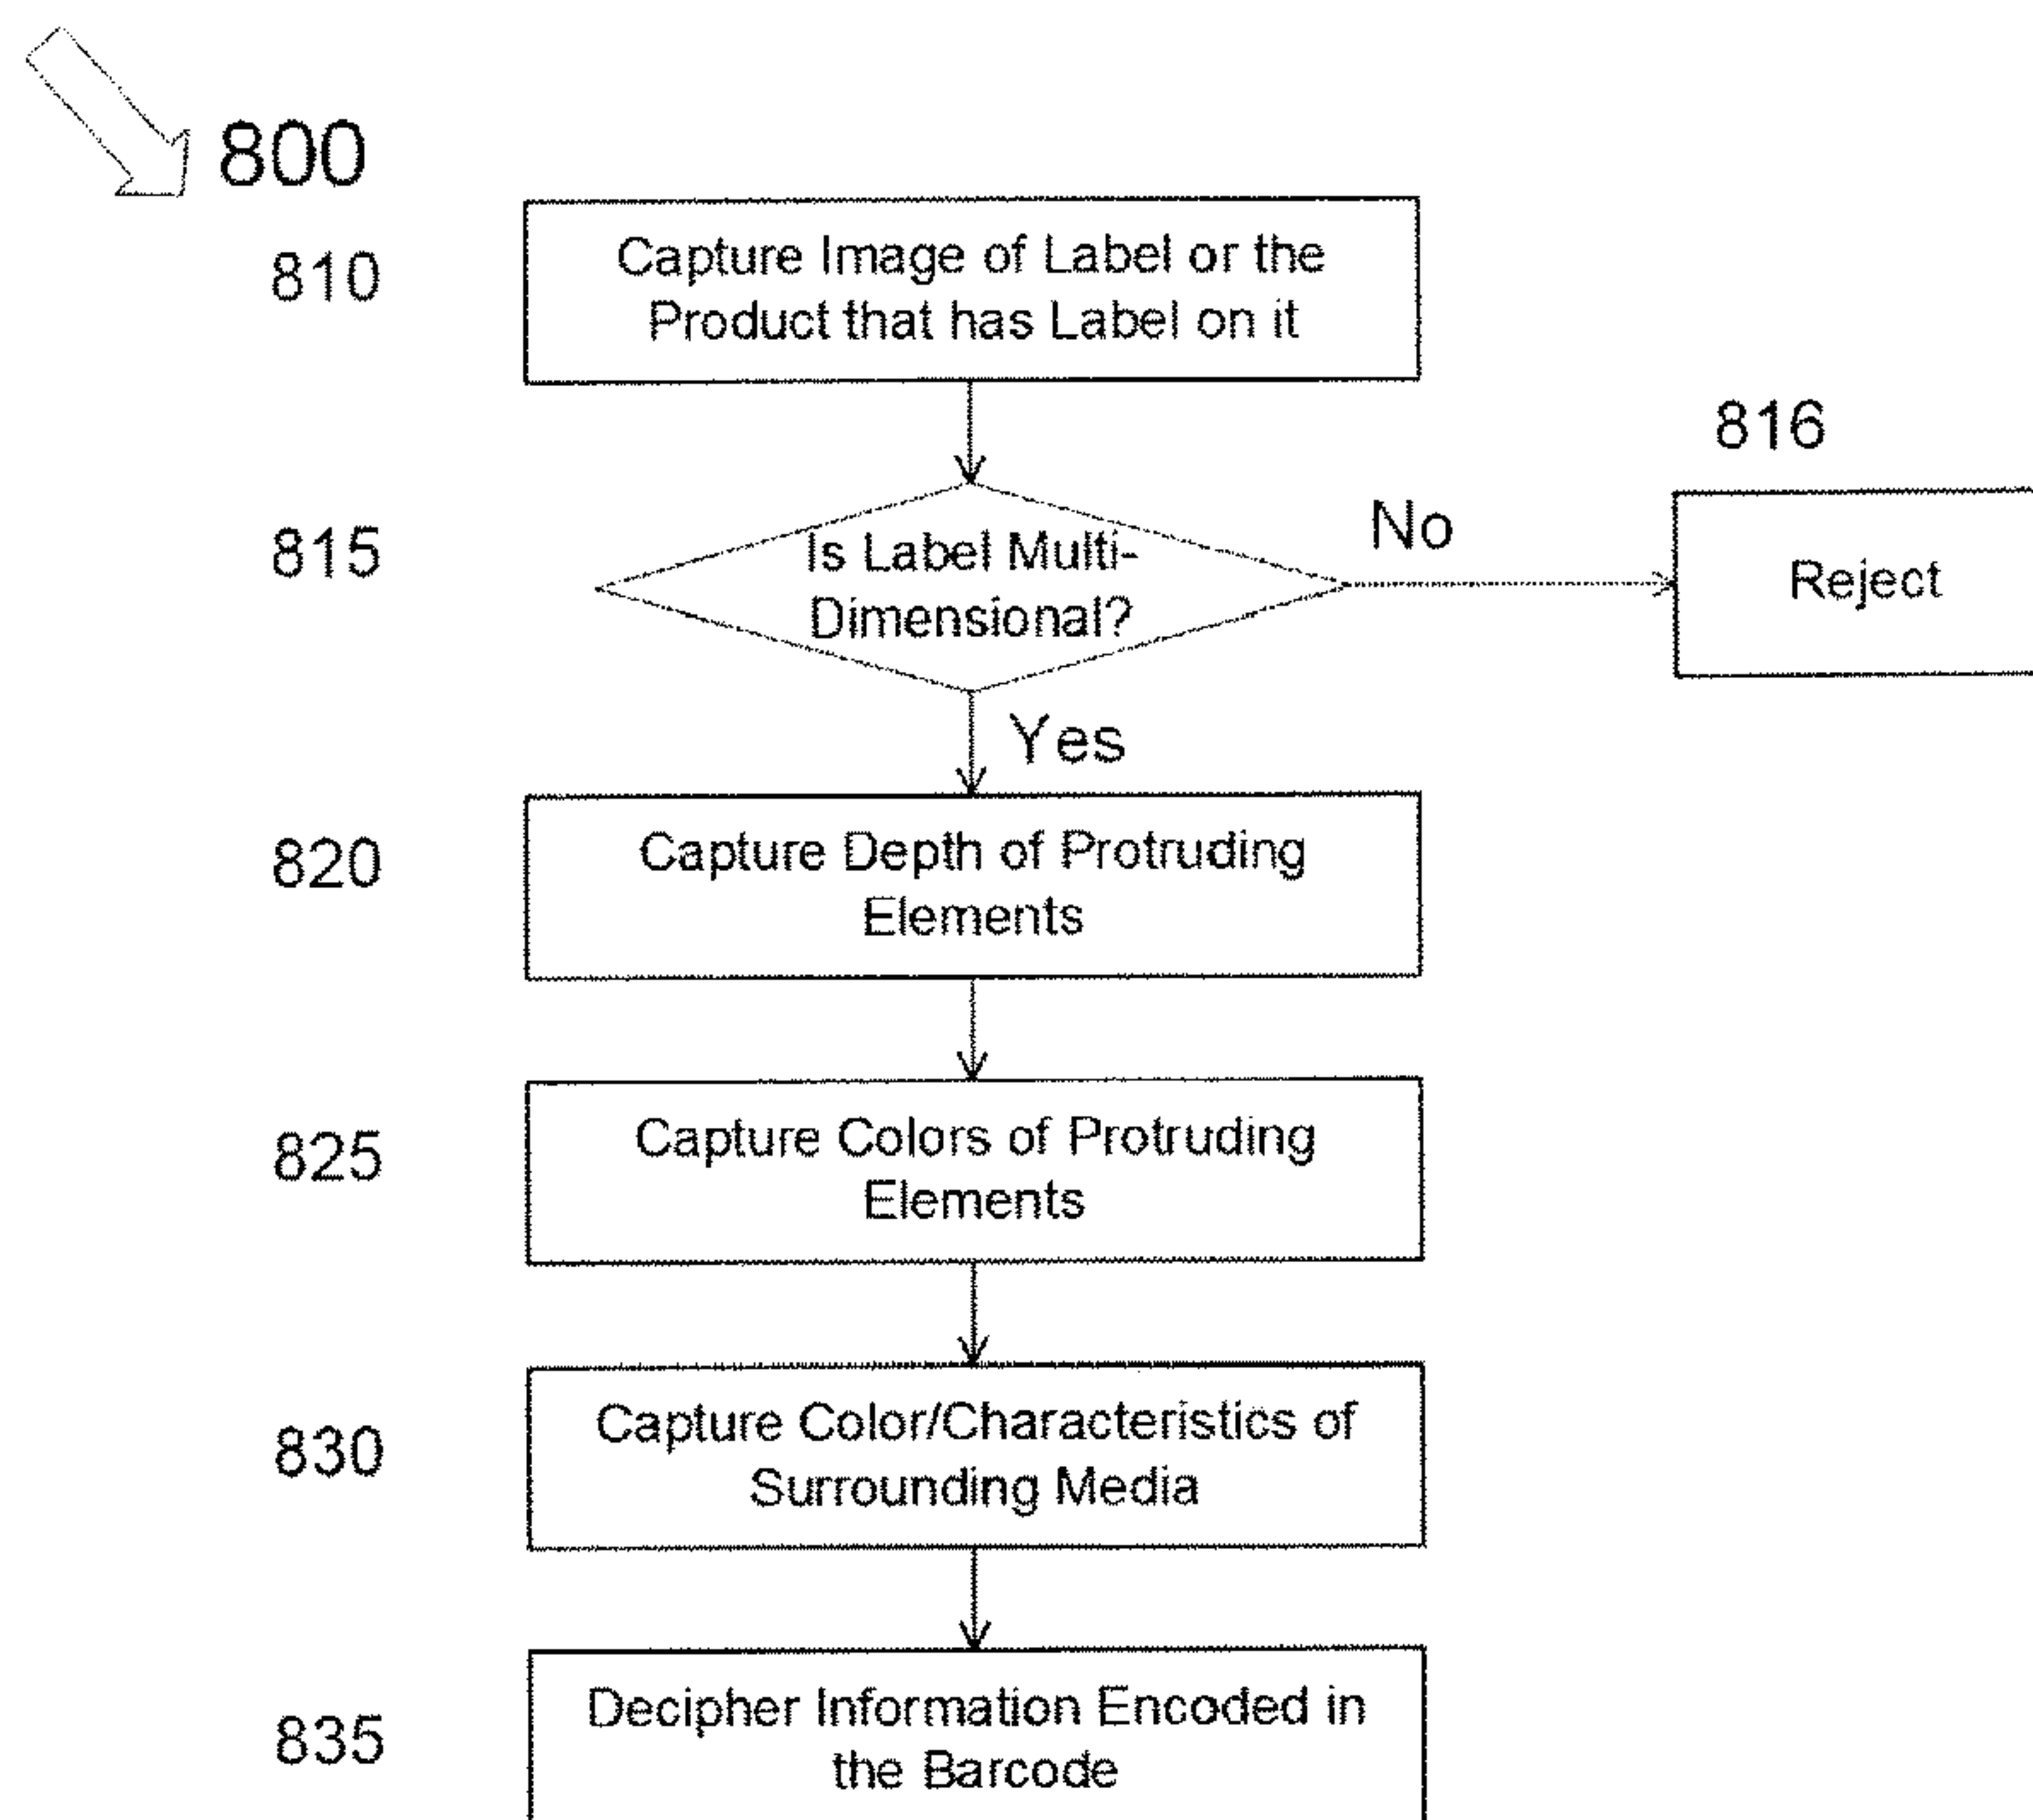 800
810
Capture Image of Label or the
Product that has Label on it
816
815
Is Label Multi-
Dimensional?
No
Reject
Yes
820
Capture Depth of Protruding
Elements
825
Capture Colors of Protruding
Elements
830
Capture Color/Characteristics of
Surrounding Media
835
Decipher Information Encoded in
the Barcode